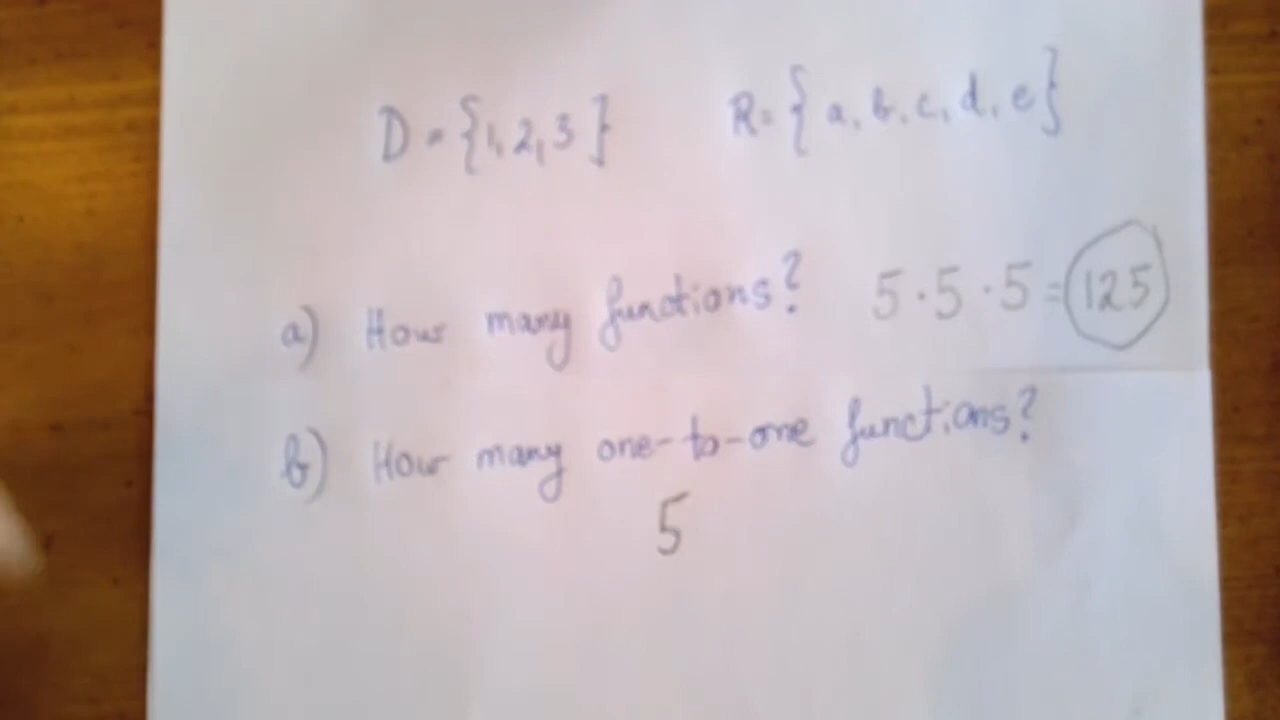 D = {1, 2, 3} R = { a, b, c, d, e }
a) How many functions? 5 · 5 · 5 = 125
b) How many one-to-one functions?
5